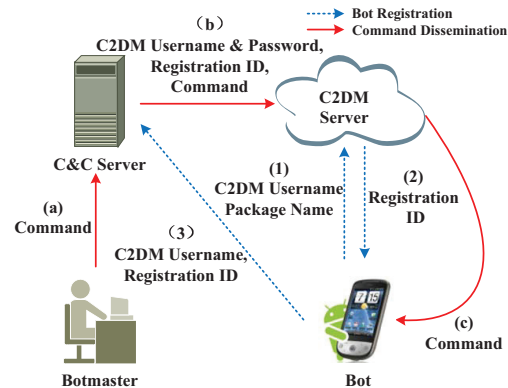 Bot Registration
Command Dissemination
(b)
C2DM Username & Password,
Registration ID,
Command
C2DM
Server
C&C Server
(1)
C2DM Username
Package Name
(2)
Registration
ID
(a)
Command
(3)
C2DM Username,
Registration ID
(c)
Command
Botmaster
Bot